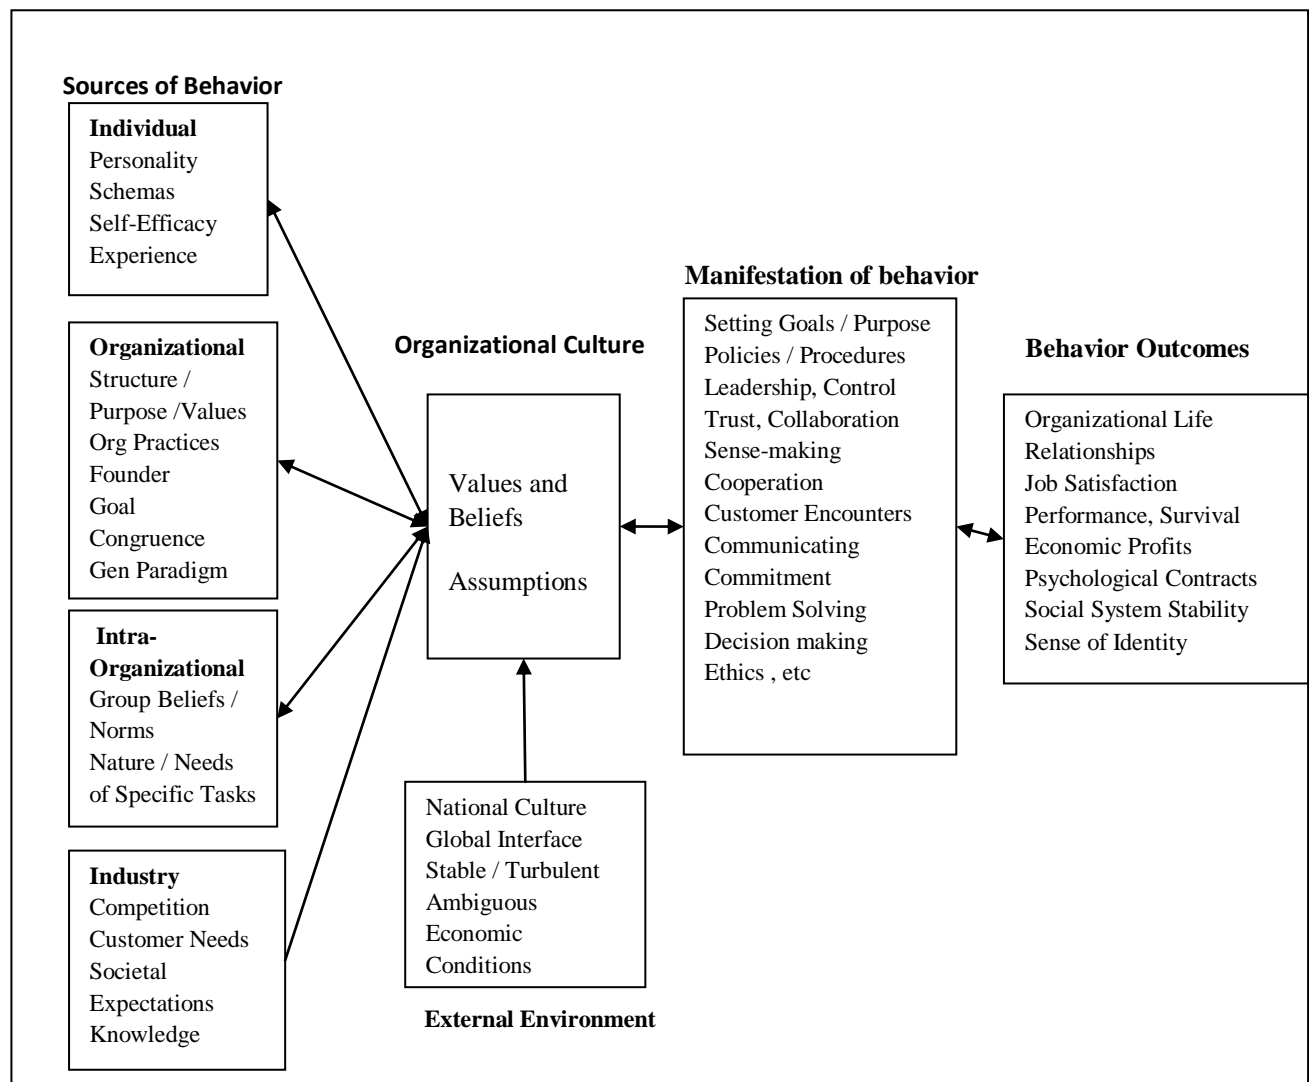 Sources of Behavior
Individual
Personality
Schemas
Self-Efficacy
Experience
Organizational
Structure /
Purpose /Values
Org Practices
Founder
Goal
Congruence
Gen Paradigm
Intra-
Organizational
Group Beliefs /
Norms
Nature / Needs
of Specific Tasks
Industry
Competition
Customer Needs
Societal
Expectations
Knowledge
Organizational Culture
Values and
Beliefs
Assumptions
National Culture
Global Interface
Stable / Turbulent
Ambiguous
Economic
Conditions
External Environment
Manifestation of behavior
Setting Goals / Purpose
Policies / Procedures
Leadership, Control
Trust, Collaboration
Sense-making
Cooperation
Customer Encounters
Communicating
Commitment
Problem Solving
Decision making
Ethics , etc
Behavior Outcomes
Organizational Life
Relationships
Job Satisfaction
Performance, Survival
Economic Profits
Psychological Contracts
Social System Stability
Sense of Identity